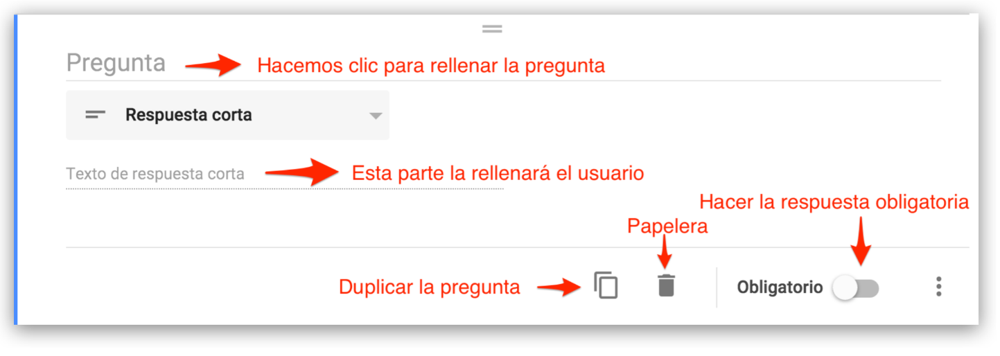 Pregunta Hacemos clic para rellenar la pregunta
Respuesta corta
Texto de respuesta corta Esta parte la rellenará el usuario
Hacer la respuesta obligatoria
Papelera
Duplicar la pregunta Obligatorio